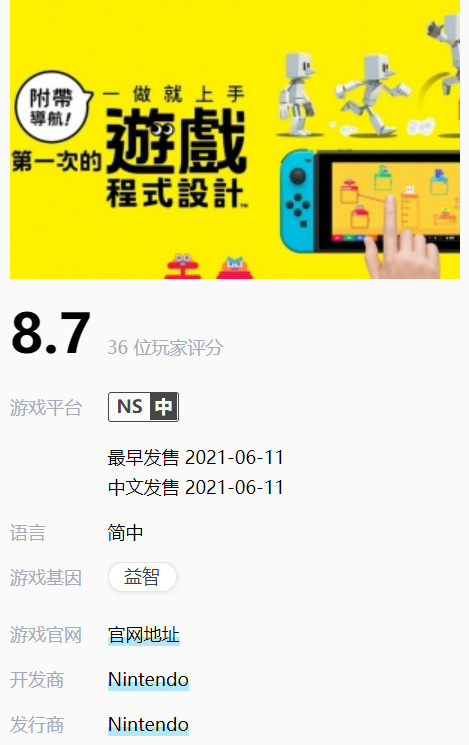 附帶
導航!
一做就上手
第一次的
遊戲
程式設計™
8.7 36 位玩家评分
游戏平台 NS 中
最早发售 2021-06-11
中文发售 2021-06-11
语言 简中
游戏基因 益智
游戏官网 官网地址
开发商 Nintendo
发行商 Nintendo